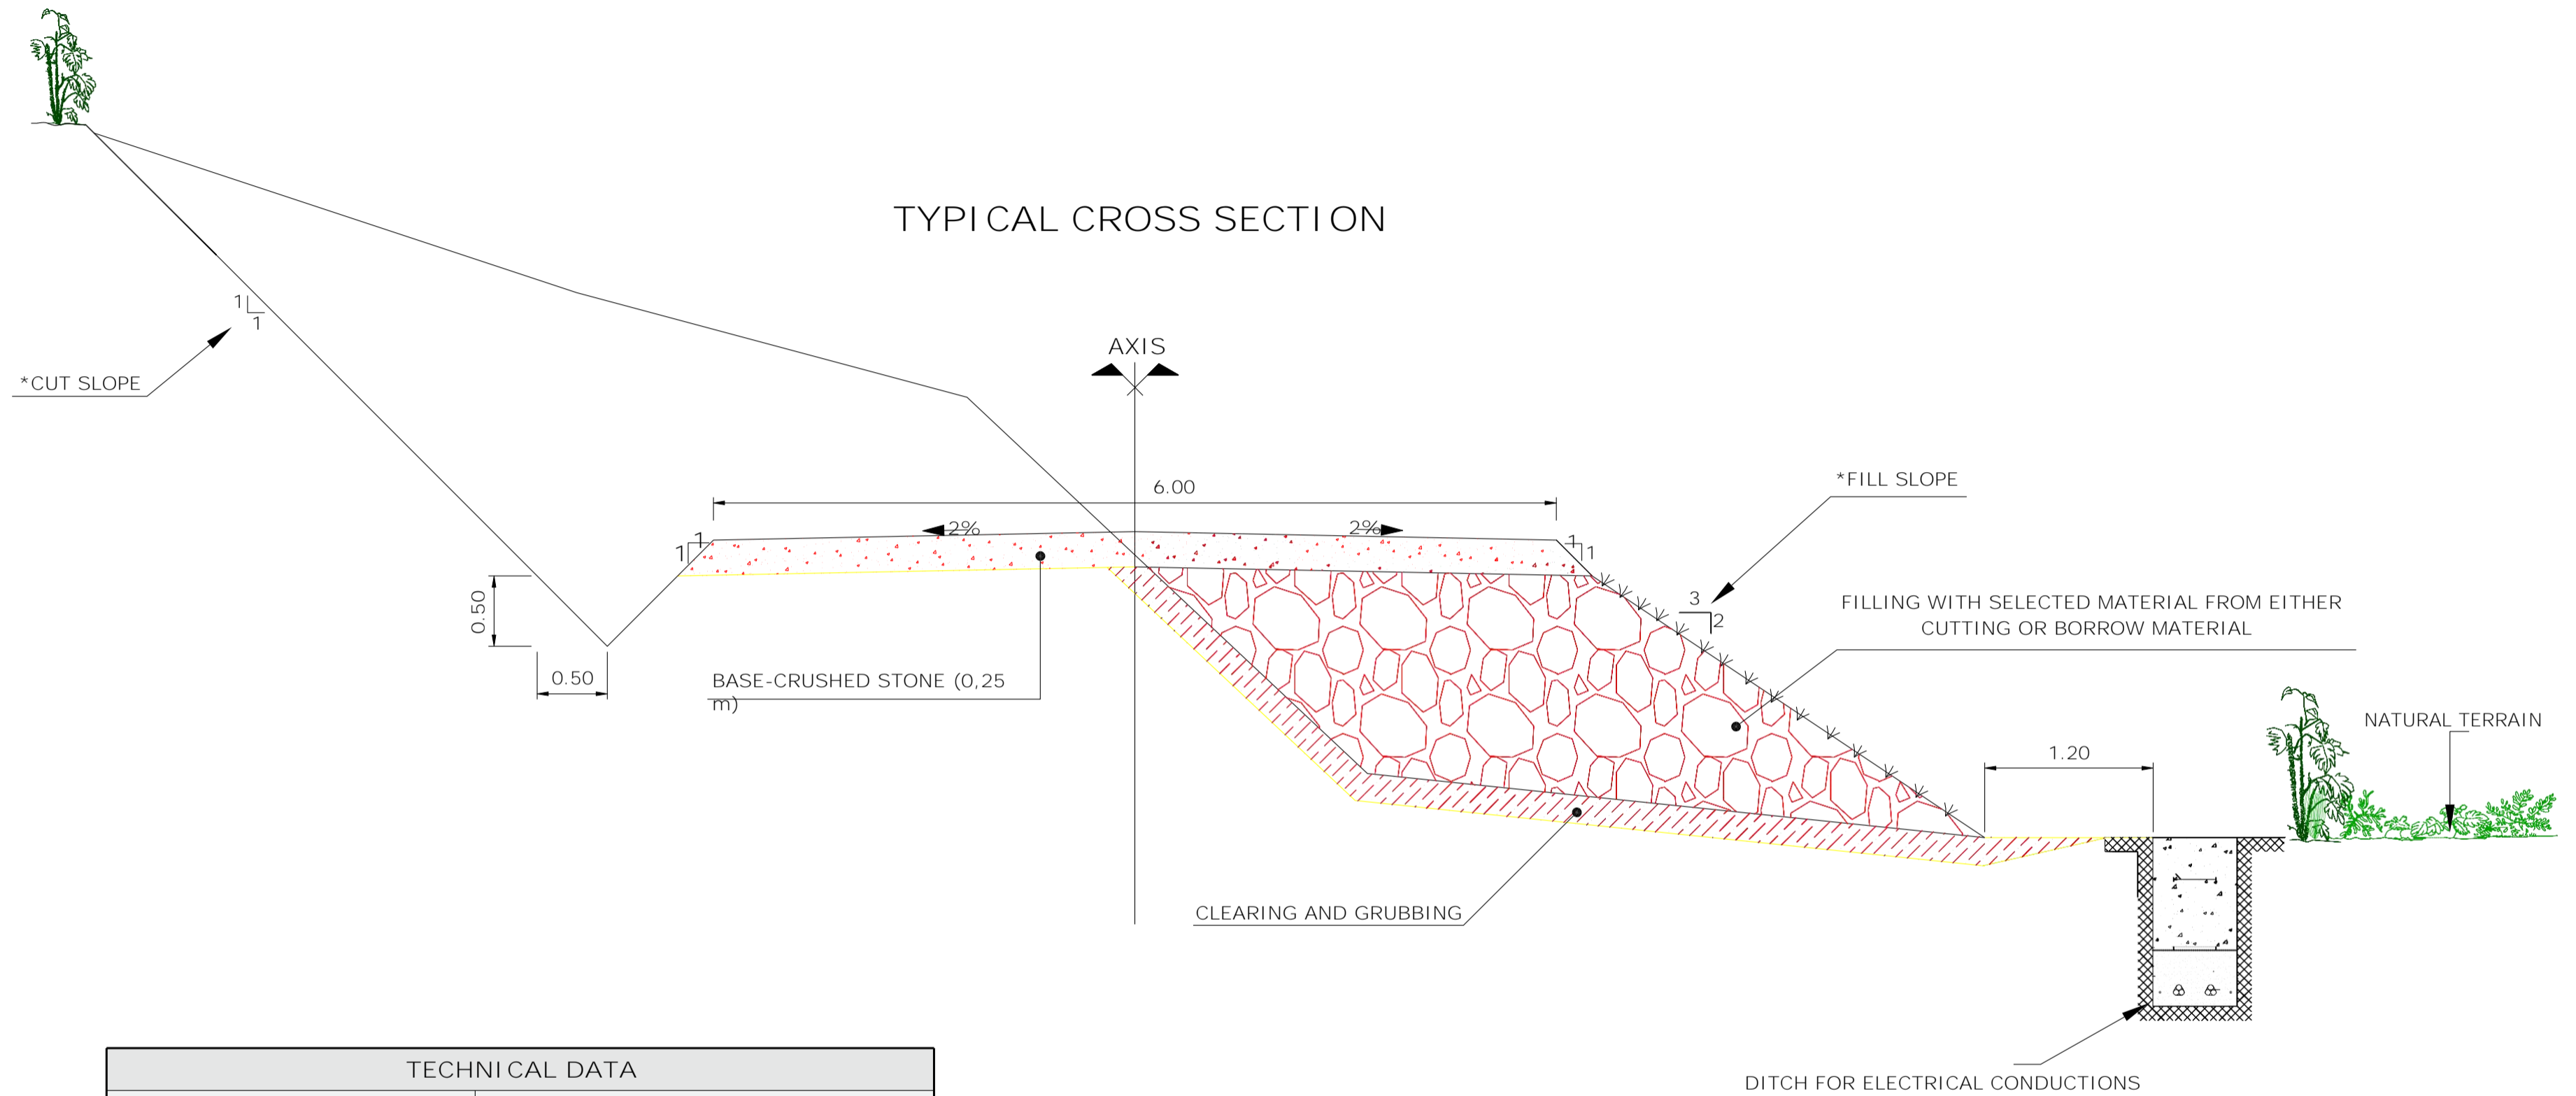 TYPICAL CROSS SECTION
1
1
*CUT SLOPE
AXIS
6.00
*FILL SLOPE
2%
2%
1
1
1
1
0.50
3
2
FILLING WITH SELECTED MATERIAL FROM EITHER
CUTTING OR BORROW MATERIAL
0.50
BASE-CRUSHED STONE (0,25
m)
NATURAL TERRAIN
1.20
CLEARING AND GRUBBING
DITCH FOR ELECTRICAL CONDUCTIONS
TECHNICAL DATA